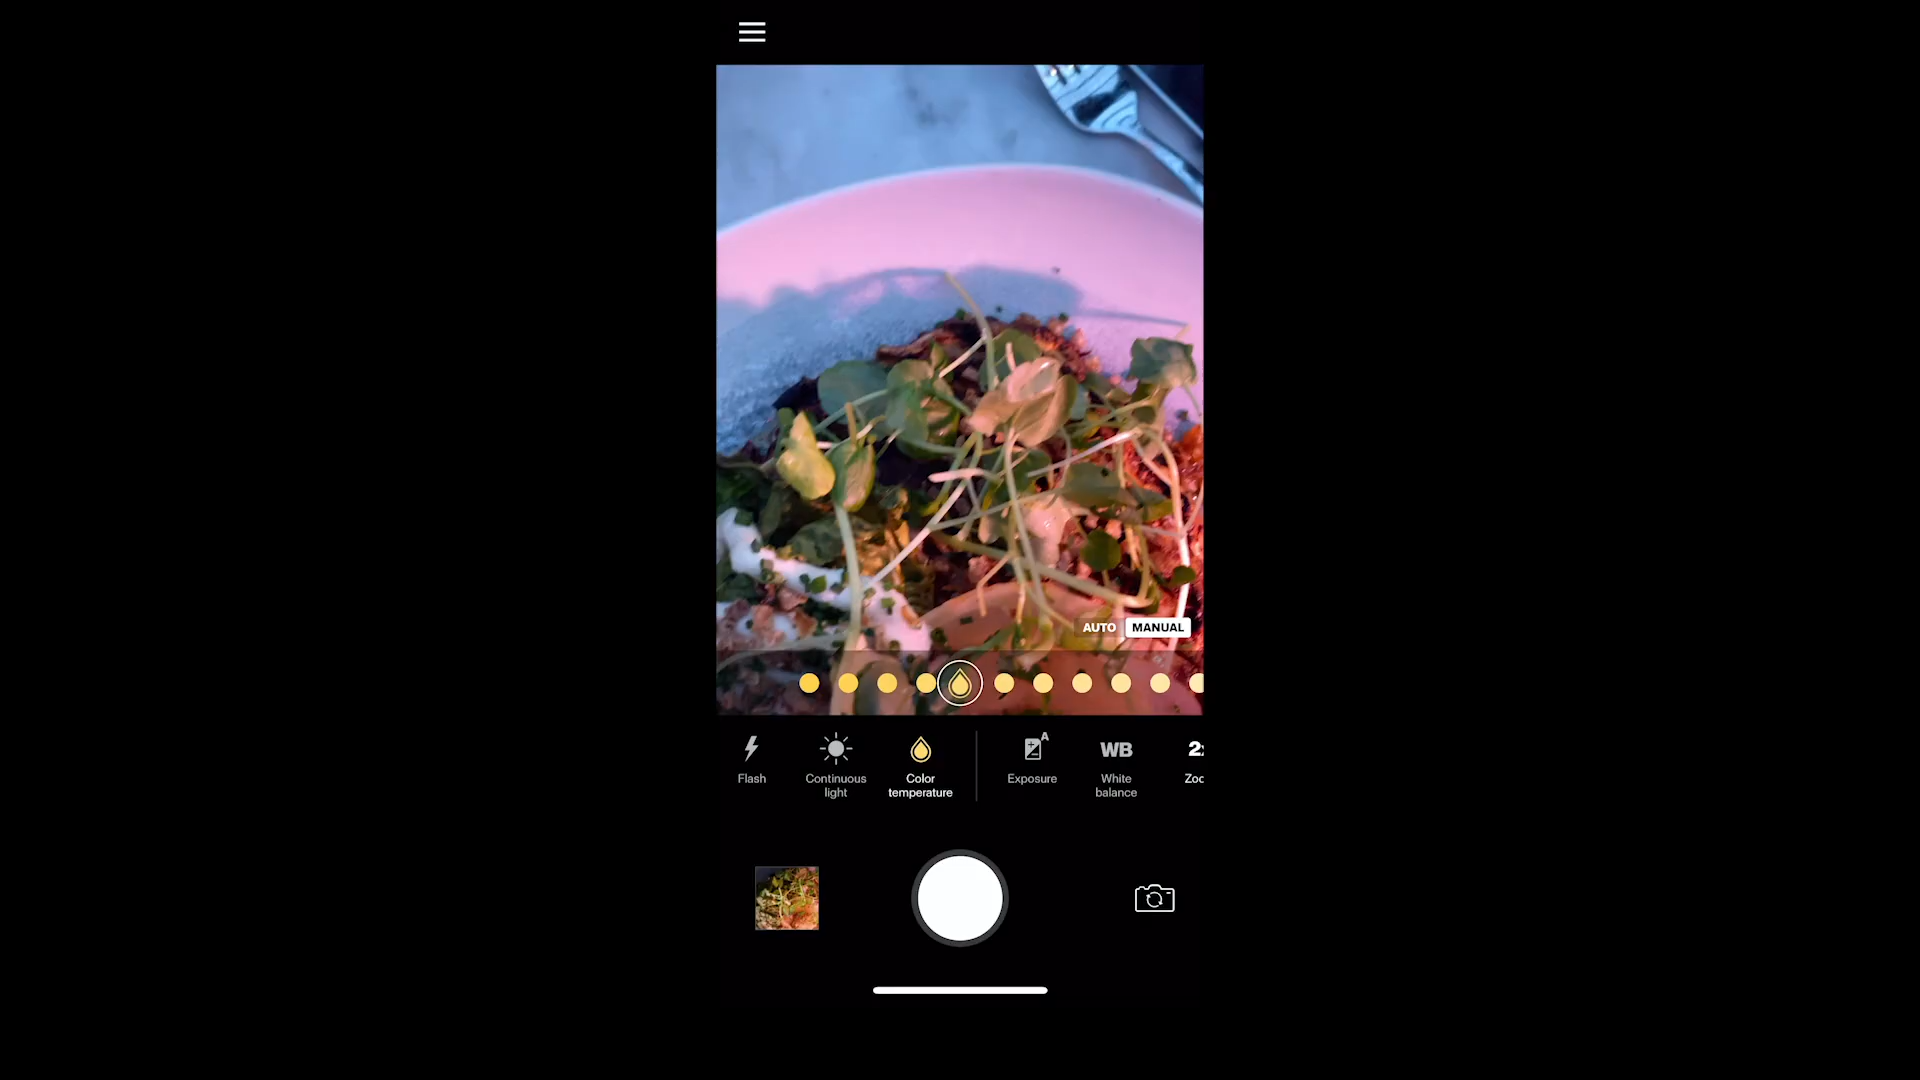 AUTO MANUAL
Flash
Continuous
light
Color
temperature
A
Exposure
WB
White
balance